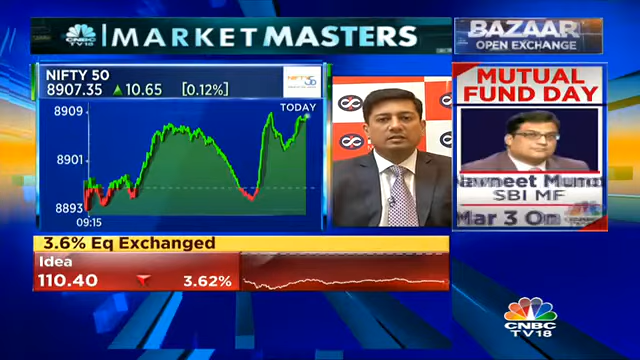 CNBC TV18 | MARKET MASTERS
BAZAAR
OPEN EXCHANGE
NIFTY 50
8907.35 ▲ 10.65 [0.12%]
TODAY
8909
8901
8893
09:15
MUTUAL
FUND DAY
SBI MF
Mar 3 On
3.6% Eq Exchanged
Idea
110.40 ▼ 3.62%
CNBC
TV18